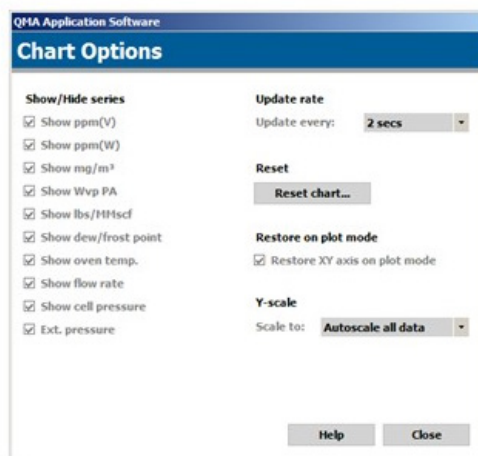 QMA Application Software
Chart Options
Show/Hide series
Show ppm(V)
Show ppm(W)
Show mg/m³
Show Wvp PA
Show lbs/MMscf
Show dew/frost point
Show oven temp.
Show flow rate
Show cell pressure
Ext. pressure
Update rate
Update every: 2 secs
Reset
Reset chart...
Restore on plot mode
Restore XY axis on plot mode
Y-scale
Scale to: Autoscale all data
Help Close